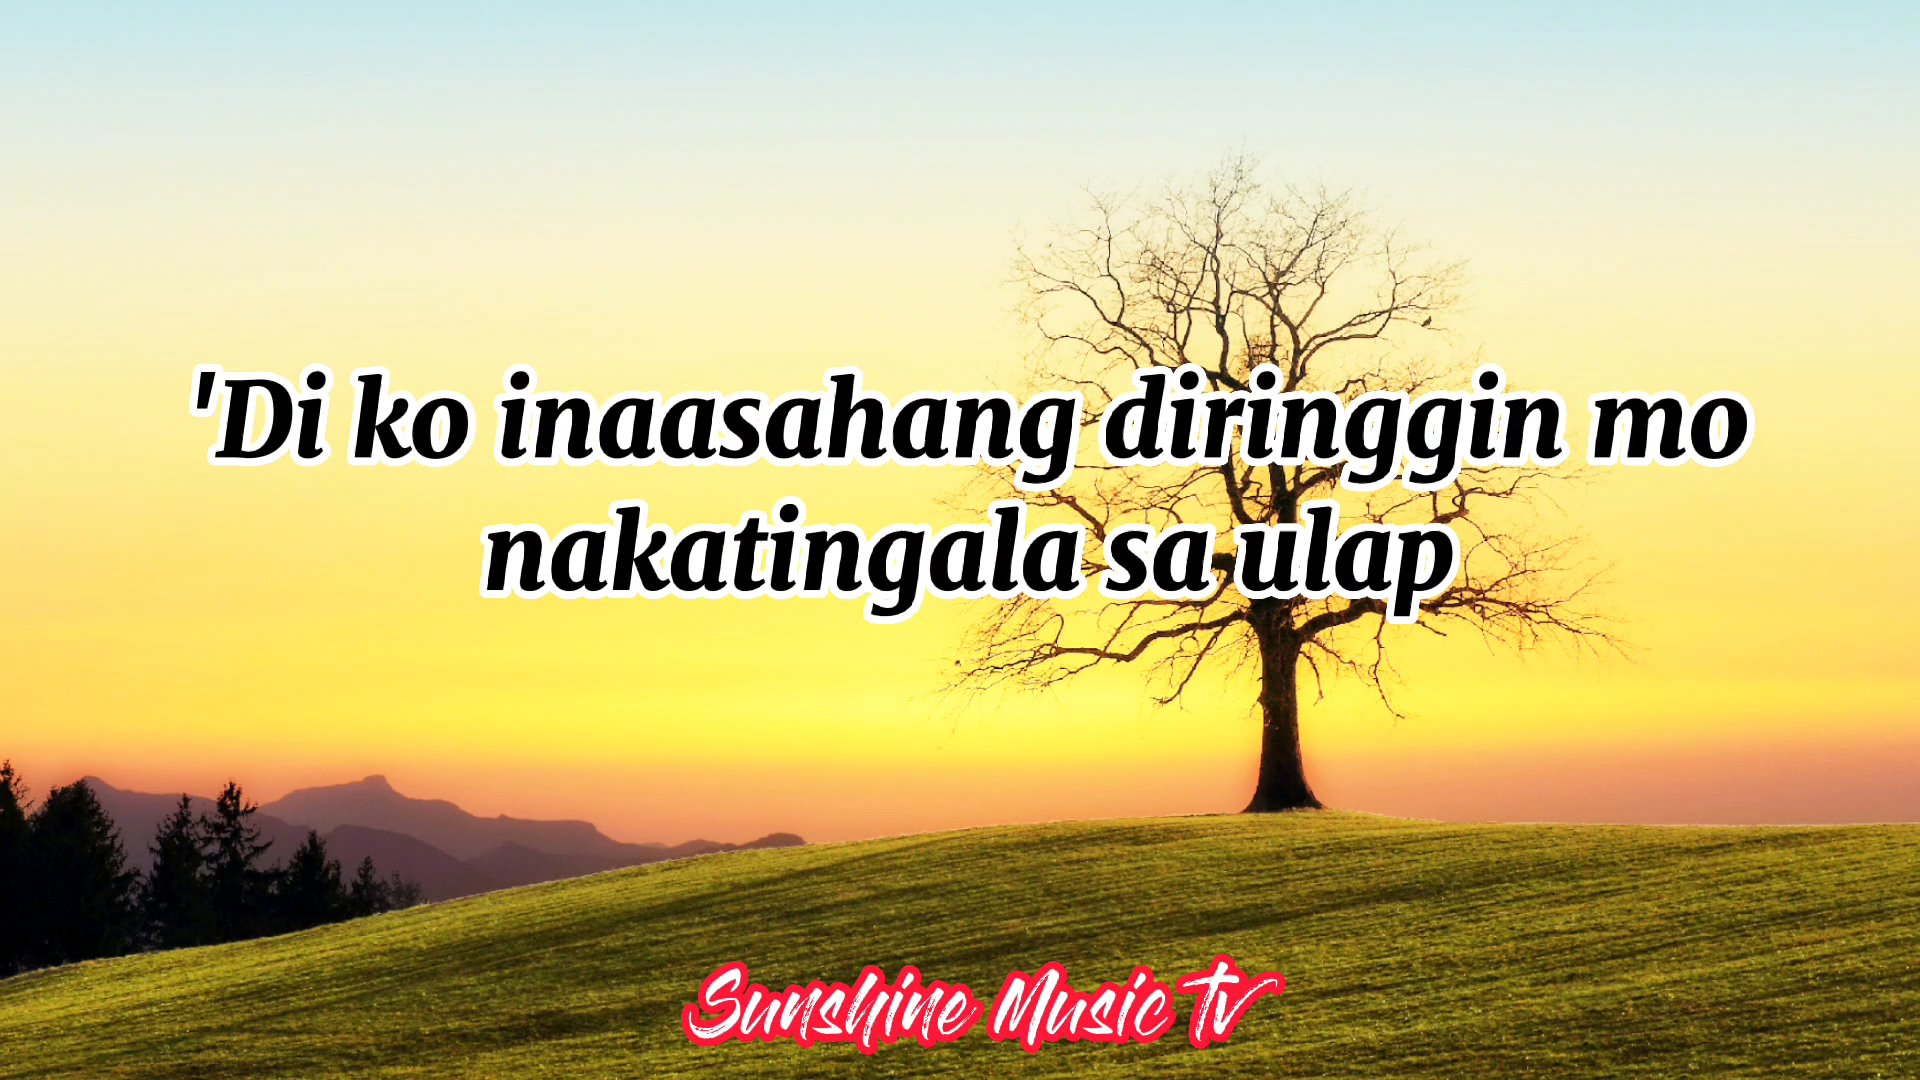 'Di ko inaasahang diringgin mo
nakatingala sa ulap
Sunshine Music Tv